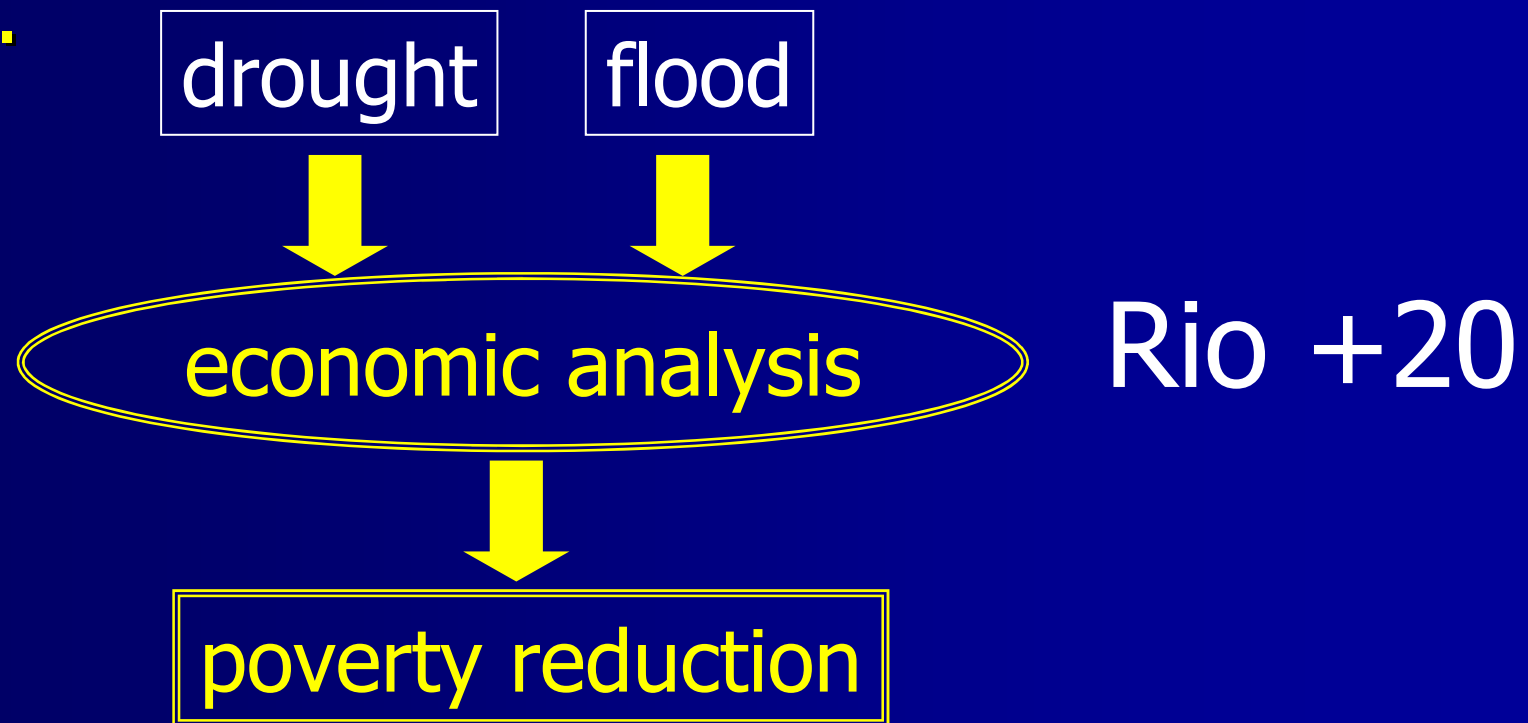 drought
flood
economic analysis
Rio +20
poverty reduction